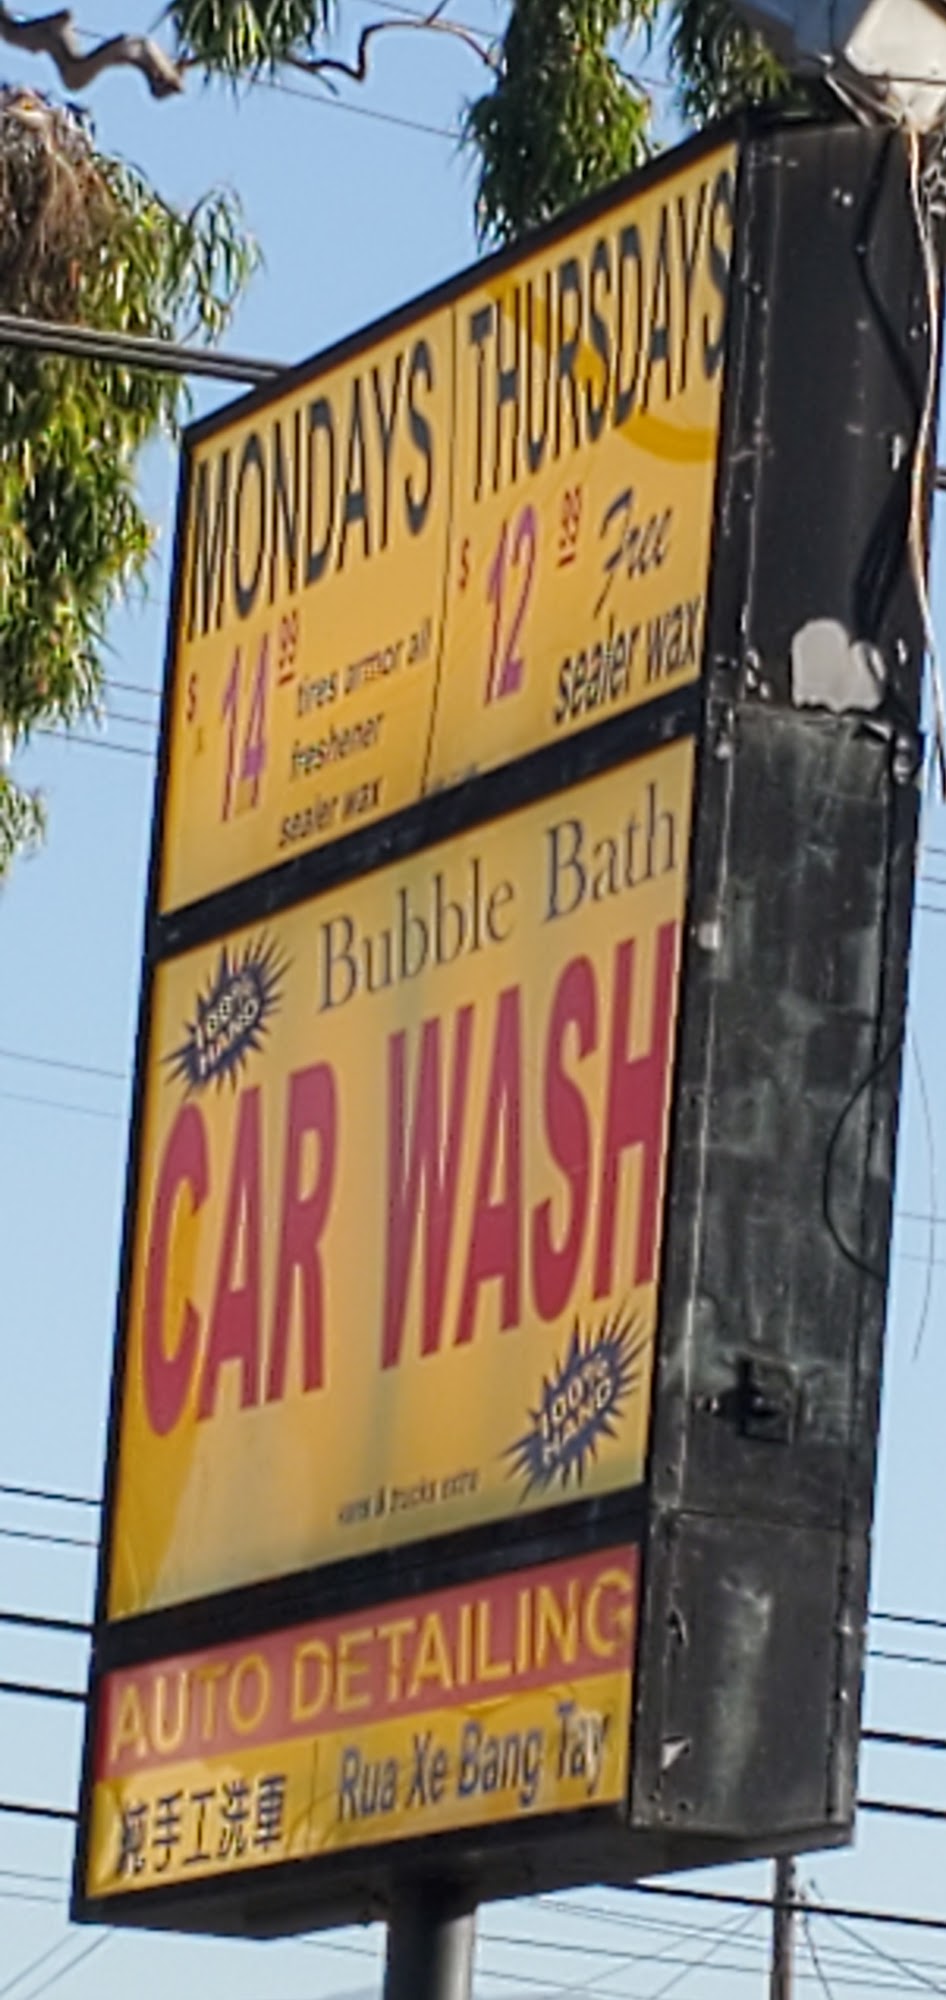 MONDAYS
$14.99
tires armor all
freshener
sealer wax
THURSDAYS
$12.99
Free
sealer wax
100%
HAND
Bubble Bath
CAR WASH
100%
HAND
vans & trucks extra
AUTO DETAILING
純手工洗車
Rua Xe Bang Tay